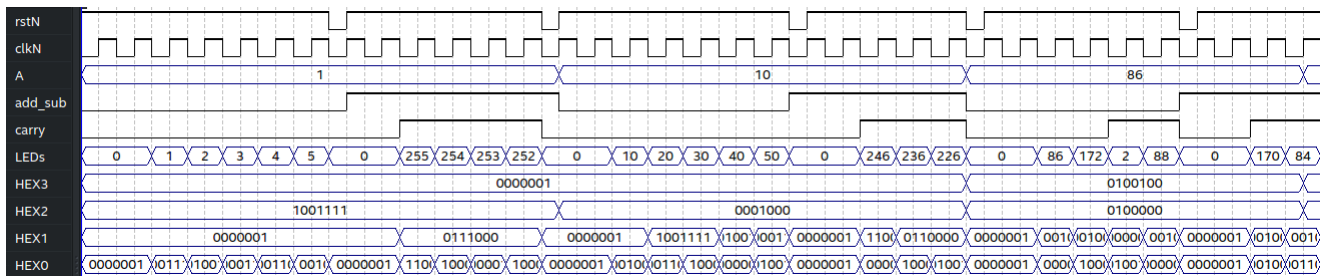 rstN
clkN
A 1 10 86
add_sub
carry
LEDs 0 1 2 3 4 5 0 255 254 253 252 0 10 20 30 40 50 0 246 236 226 0 86 172 2 88 0 170 84
HEX3 0000001 0100100
HEX2 1001111 0001000 0100000
HEX1 0000001 0111000 0000001 1001111 0000001 0110000 0000001 0000001
HEX0 0000001 0000001 0000001 0000001 0000001 0000001